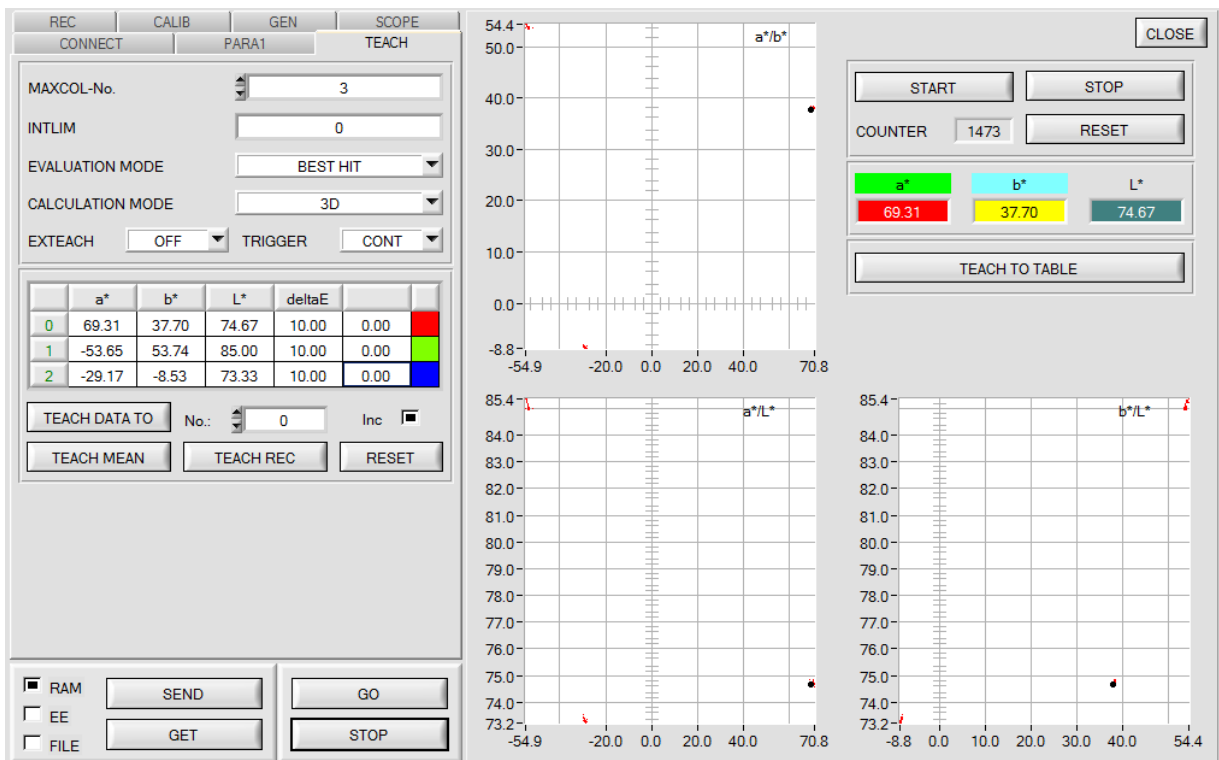 REC CALIB GEN SCOPE
CONNECT PARA1 TEACH
MAXCOL-No. 3
INTLIM 0
EVALUATION MODE BEST HIT
CALCULATION MODE 3D
EXTEACH OFF TRIGGER CONT
a* b* L* deltaE
0 69.31 37.70 74.67 10.00 0.00
1 -53.65 53.74 85.00 10.00 0.00
2 -29.17 -8.53 73.33 10.00 0.00
TEACH DATA TO No.: 0 Inc
TEACH MEAN TEACH REC RESET
RAM
EE
FILE
SEND
GET
GO
STOP
a*/b*
54.4
50.0
40.0
30.0
20.0
10.0
0.0
-8.8
-54.9 -20.0 0.0 20.0 40.0 70.8
CLOSE
START STOP
COUNTER 1473 RESET
a* b* L*
69.31 37.70 74.67
TEACH TO TABLE
a*/L*
85.4
84.0
83.0
82.0
81.0
80.0
79.0
78.0
77.0
76.0
75.0
74.0
73.2
-54.9 -20.0 0.0 20.0 40.0 70.8
b*/L*
85.4
84.0
83.0
82.0
81.0
80.0
79.0
78.0
77.0
76.0
75.0
74.0
73.2
-8.8 0.0 10.0 20.0 30.0 40.0 54.4